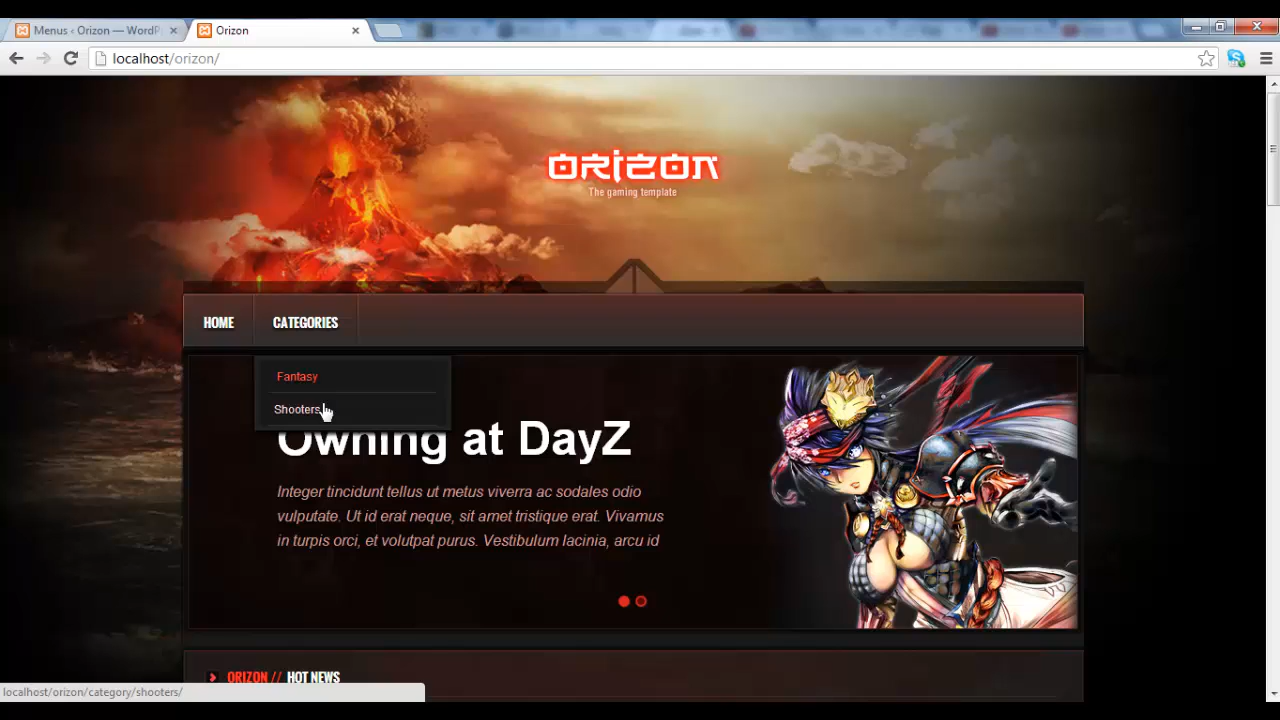 Menus ‹ Orizon — WordP
Orizon
localhost/orizon/
ORIZON
The gaming template
HOME
CATEGORIES
Fantasy
Shooters
Owning at DayZ
Integer tincidunt tellus ut metus viverra ac sodales odio
vulputate. Ut id erat neque, sit amet tristique erat. Vivamus
in turpis orci, et volutpat purus. Vestibulum lacinia, arcu id
ORIZON // HOT NEWS
localhost/orizon/category/shooters/